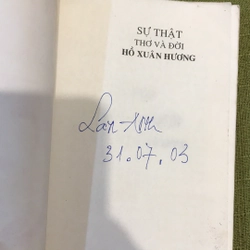 SỰ THẬT
THƠ VÀ ĐỜI
HỒ XUÂN HƯƠNG
31.07.03